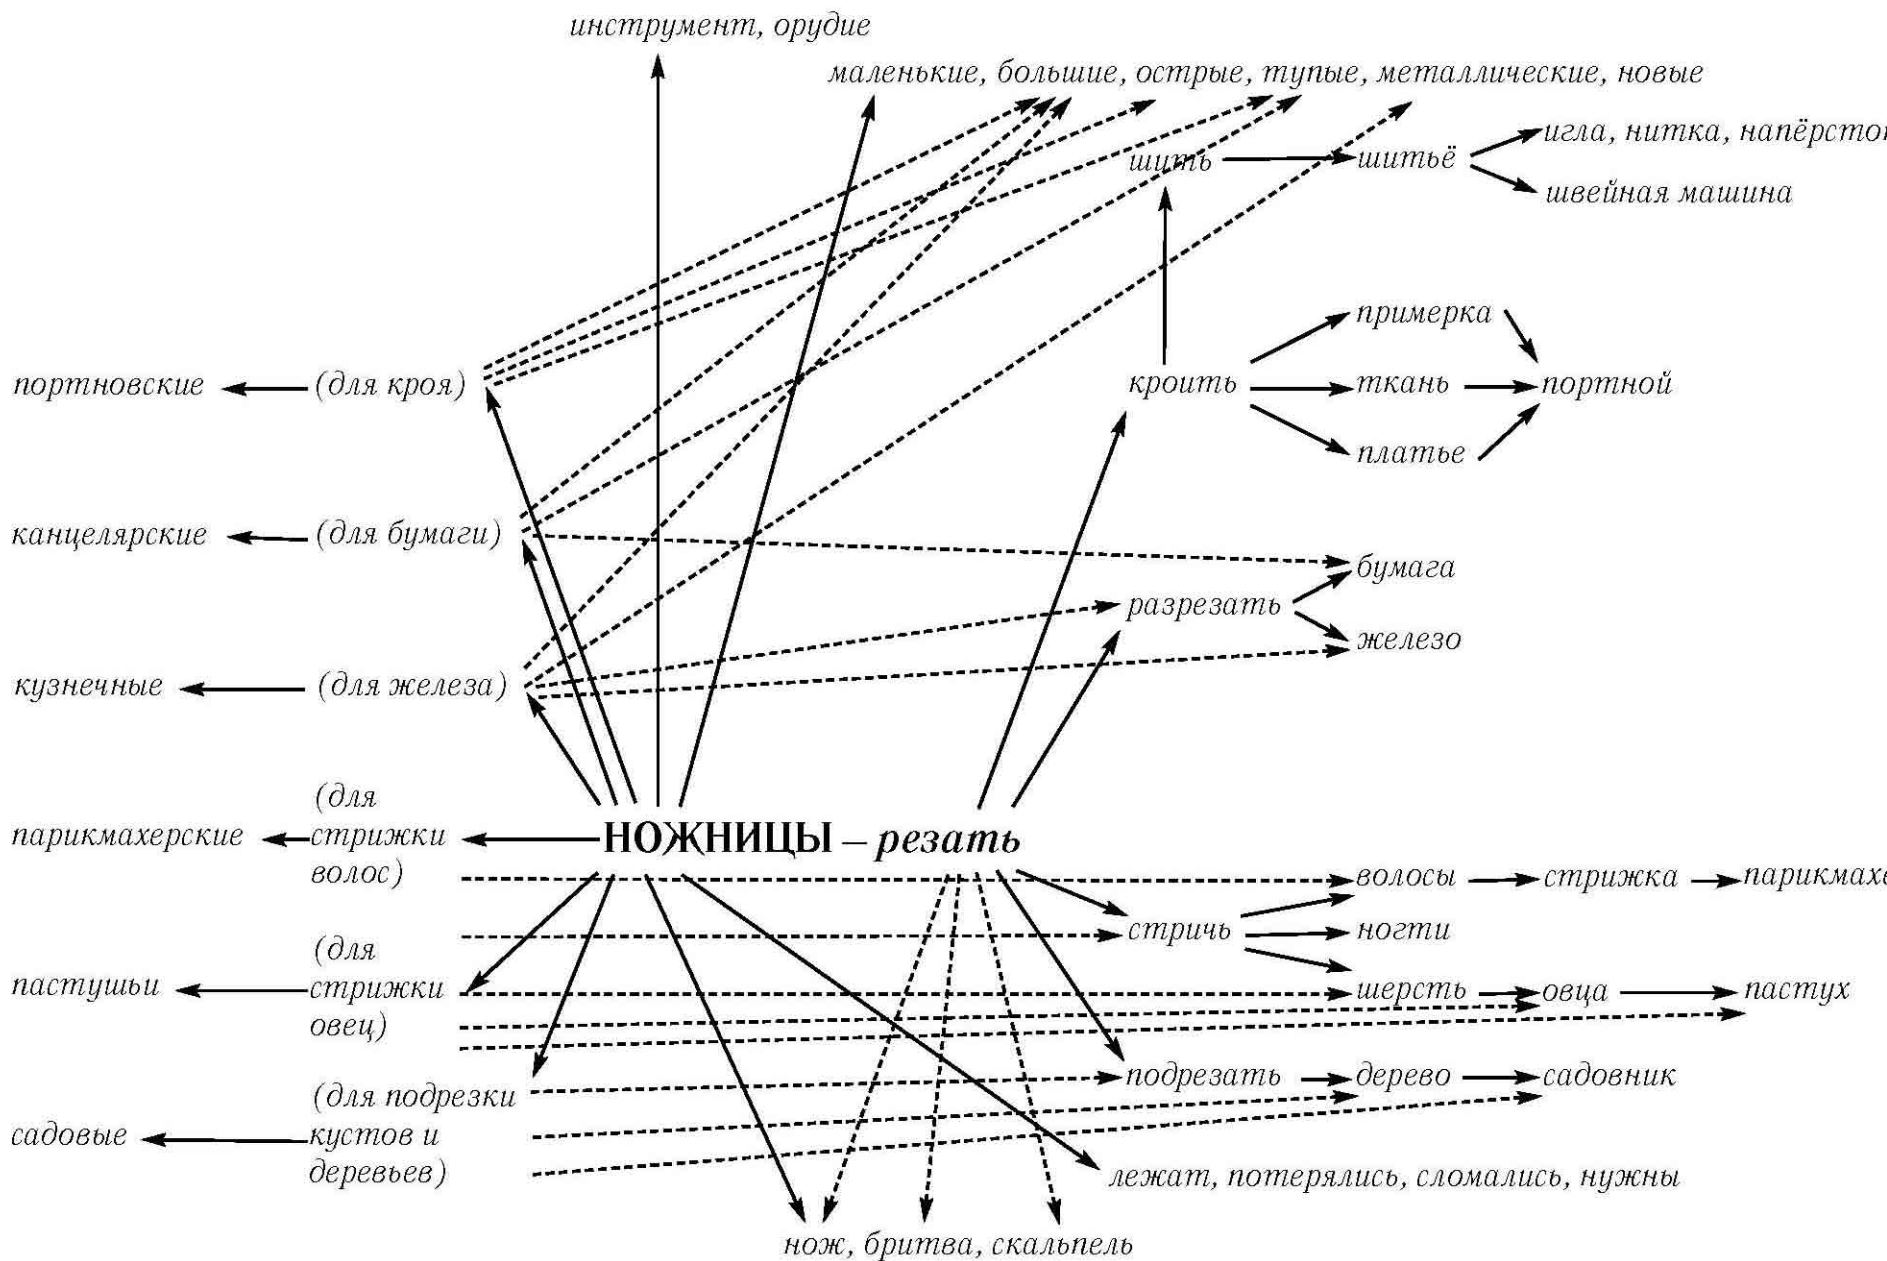 инструмент, орудие
маленькие, большие, острые, тупые, металлические, новые
игла, нитка, напёрсток
шить шитьё
швейная машина
примерка
портновские (для кроя) кроить ткань портной
платье
канцелярские (для бумаги)
бумага
разрезать
железо
кузнечные (для железа)
(для
парикмахерские стрижки НОЖНИЦЫ – резать
волос)
волосы стрижка парикмахе
стричь ногти
(для
пастушьи стрижки шерсть овца пастух
овец)
подрезать дерево садовник
(для подрезки
садовые кустов и
деревьев)
лежат, потерялись, сломались, нужны
нож, бритва, скальпель